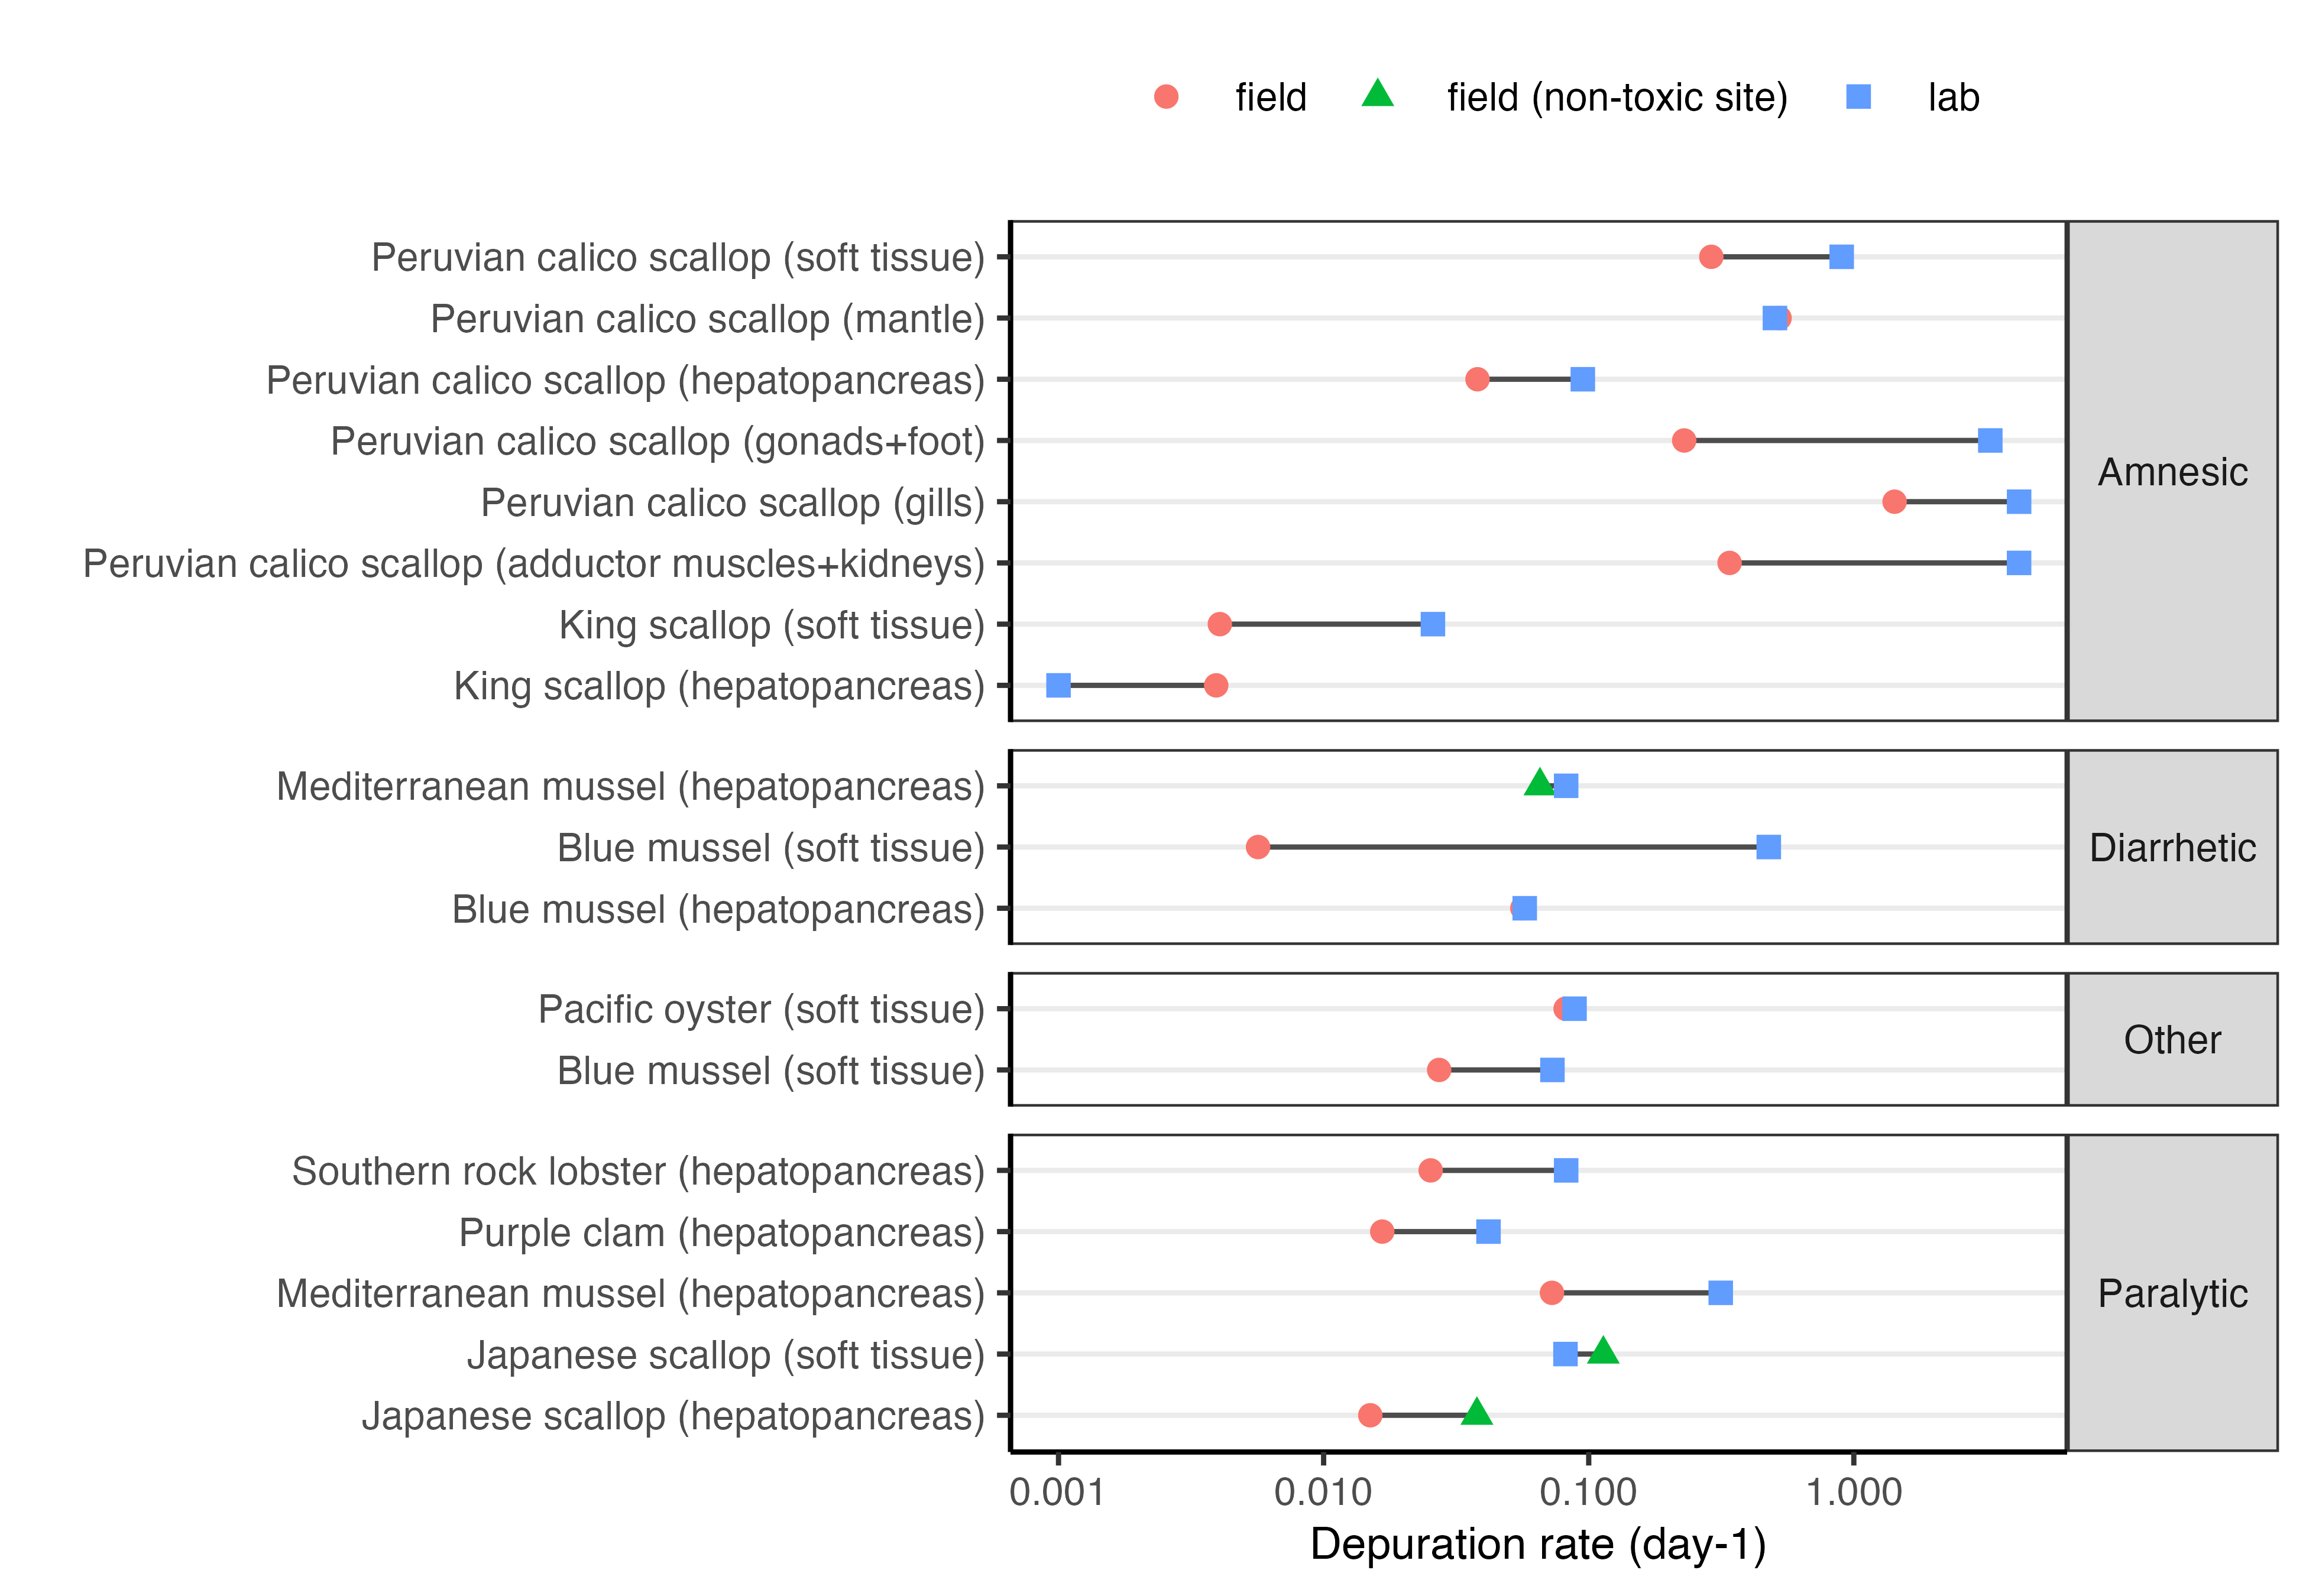 field field (non-toxic site) lab
Peruvian calico scallop (soft tissue)
Peruvian calico scallop (mantle)
Peruvian calico scallop (hepatopancreas)
Peruvian calico scallop (gonads+foot)
Peruvian calico scallop (gills)
Peruvian calico scallop (adductor muscles+kidneys)
King scallop (soft tissue)
King scallop (hepatopancreas)
Amnesic
Mediterranean mussel (hepatopancreas)
Blue mussel (soft tissue)
Blue mussel (hepatopancreas)
Diarrhetic
Pacific oyster (soft tissue)
Blue mussel (soft tissue)
Other
Southern rock lobster (hepatopancreas)
Purple clam (hepatopancreas)
Mediterranean mussel (hepatopancreas)
Japanese scallop (soft tissue)
Japanese scallop (hepatopancreas)
Paralytic
0.001 0.010 0.100 1.000
Depuration rate (day-1)